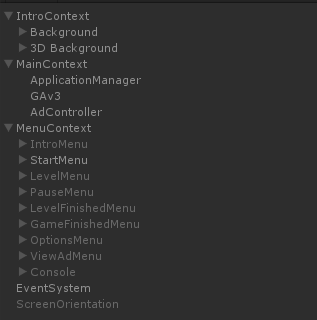 IntroContext
Background
3D Background
MainContext
ApplicationManager
GAv3
AdController
MenuContext
IntroMenu
StartMenu
LevelMenu
PauseMenu
LevelFinishedMenu
GameFinishedMenu
OptionsMenu
ViewAdMenu
Console
EventSystem
ScreenOrientation